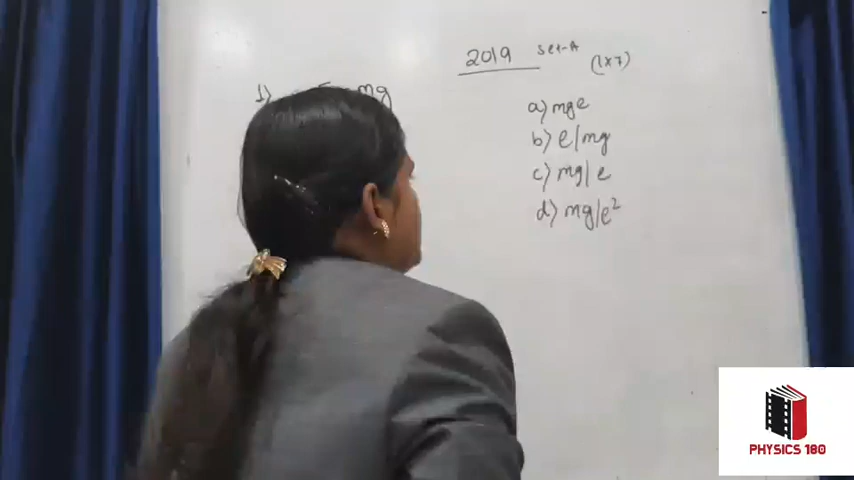 2019 Set-A (1x7)
1) mg
a) mge
b) e/mg
c) mg/e
d) mg/e²
PHYSICS 180